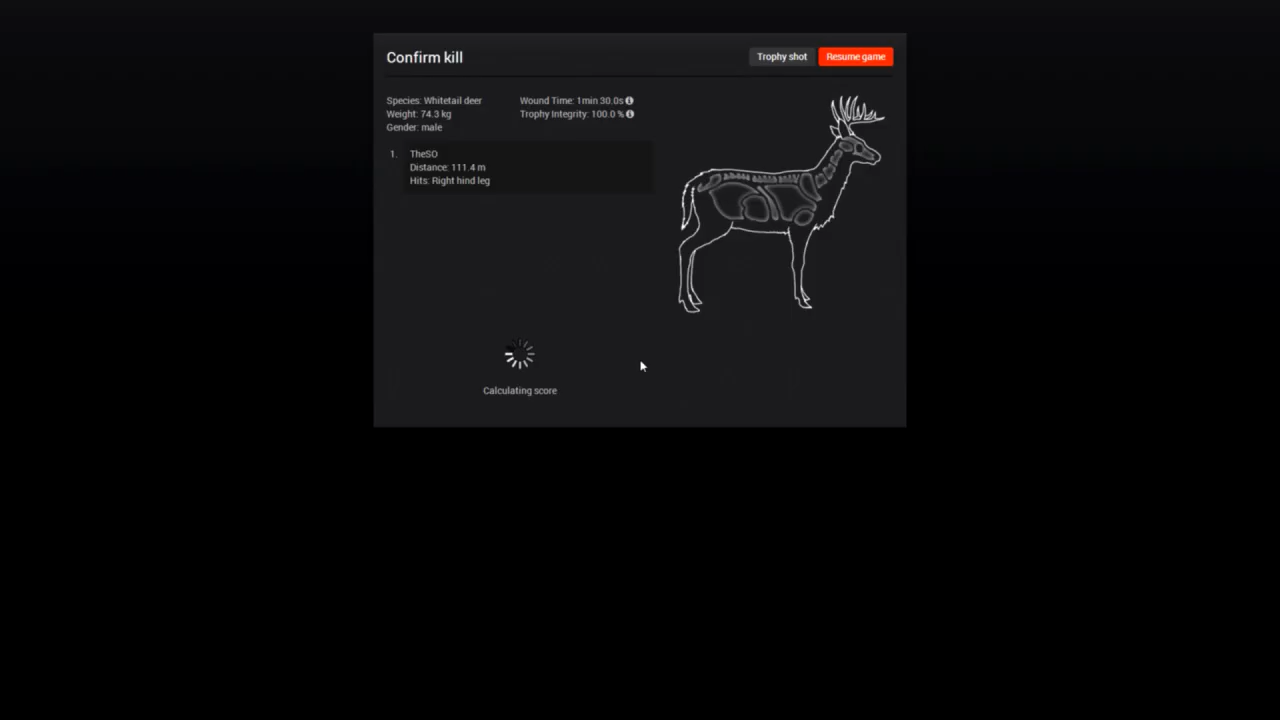 Confirm kill
Trophy shot
Resume game
Species: Whitetail deer
Weight: 74.3 kg
Gender: male
Wound Time: 1min 30.0s
Trophy Integrity: 100.0 %
1. TheSO
Distance: 111.4 m
Hits: Right hind leg
Calculating score